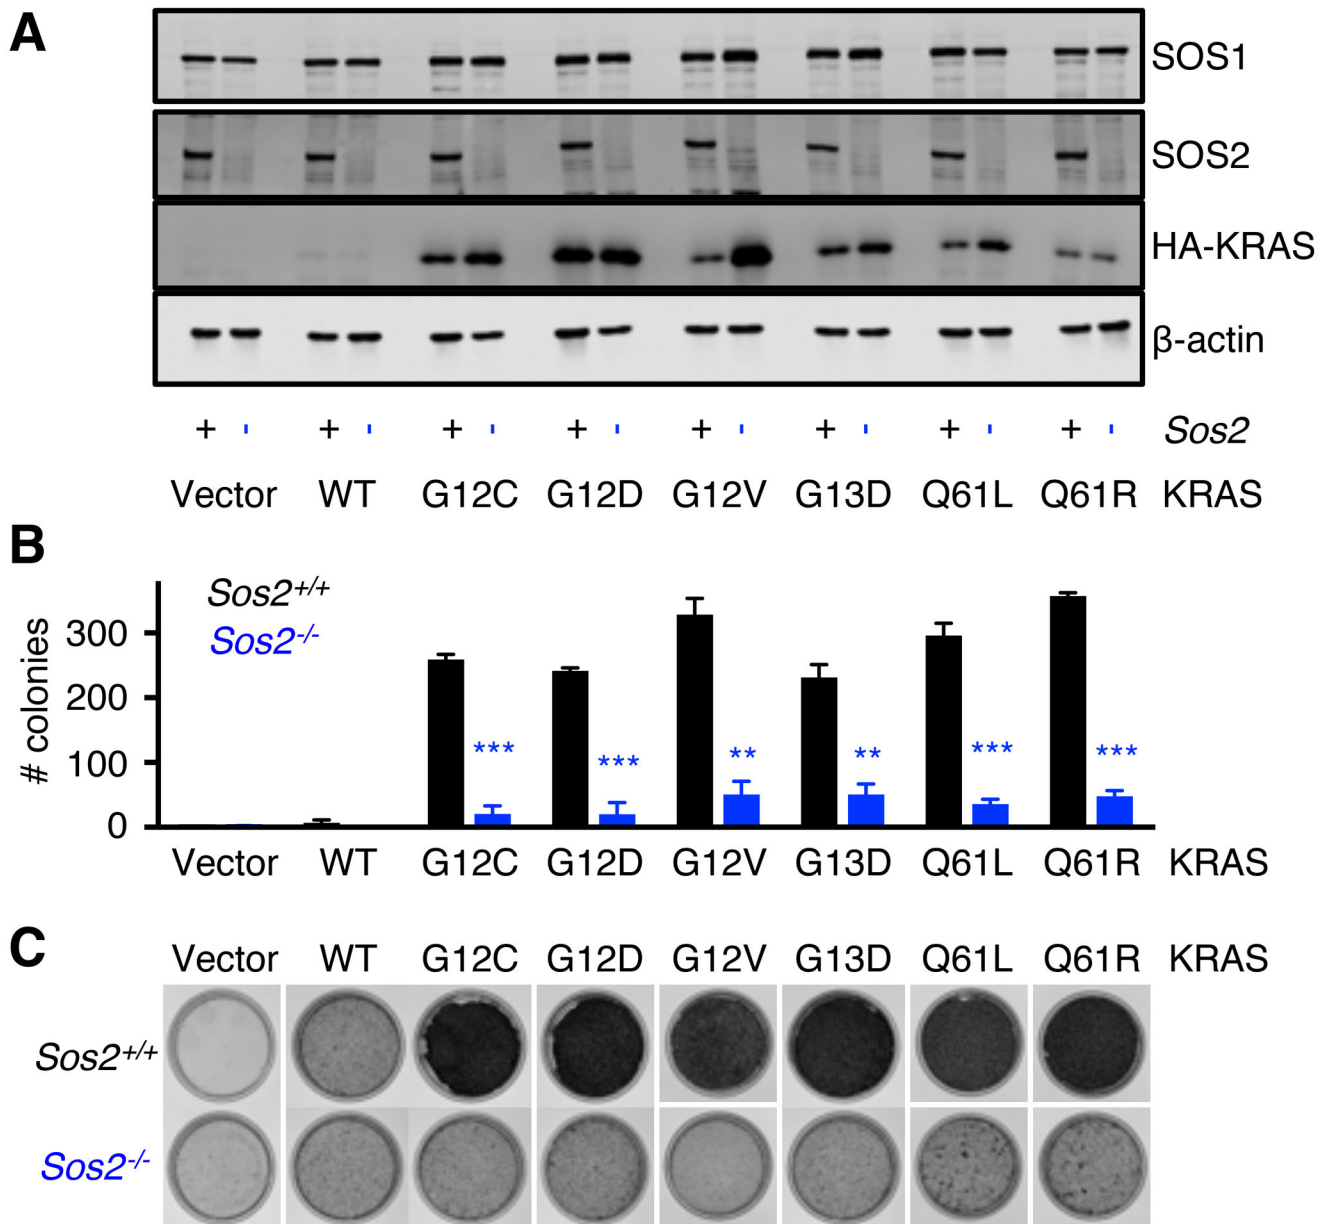 A
SOS1
SOS2
HA-KRAS
β-actin
+ - + - + - + - + - + - + - + - Sos2
Vector WT G12C G12D G12V G13D Q61L Q61R KRAS
B
Sos2+/+
Sos2-/-
# colonies
300
200
100
0
*** *** ** ** *** ***
Vector WT G12C G12D G12V G13D Q61L Q61R KRAS
C
Vector WT G12C G12D G12V G13D Q61L Q61R KRAS
Sos2+/+
Sos2-/-